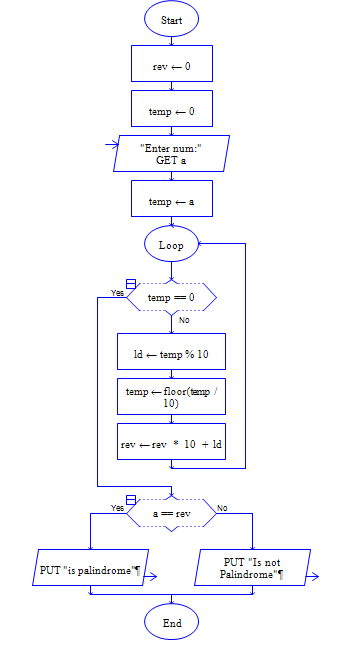 Start
rev ← 0
temp ← 0
"Enter num:"
GET a
temp ← a
Loop
Yes
temp == 0
No
ld ← temp % 10
temp ← floor(temp /
10)
rev ← rev * 10 + ld
Yes
a == rev
No
PUT "is palindrome"¶
PUT "Is not
Palindrome"¶
End